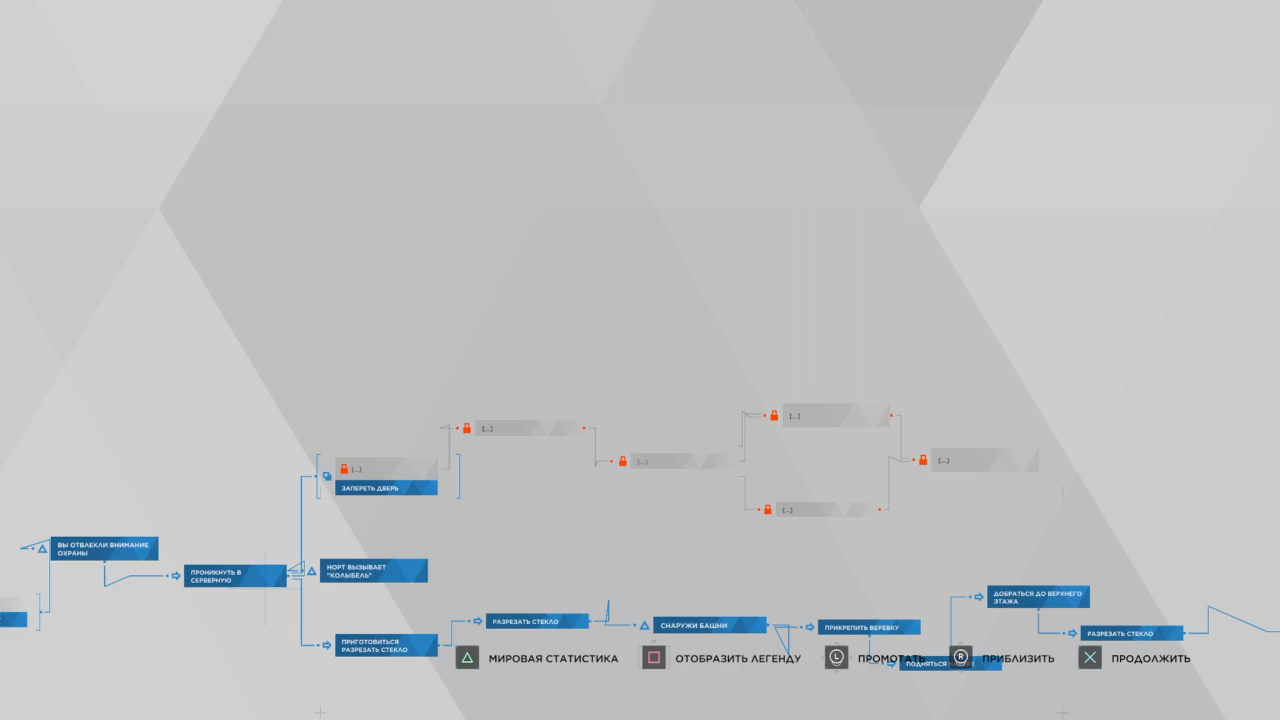 [...]
[...]
[...]
[...]
[...]
ЗАПЕРЕТЬ ДВЕРЬ
[...]
ВЫ ОТВЛЕКЛИ ВНИМАНИЕ
ОХРАНЫ
ПРОНИКНУТЬ В
СЕРВЕРНУЮ
НОРТ ВЫЗЫВАЕТ
"КОЛЫБЕЛЬ"
ДОБРАТЬСЯ ДО ВЕРХНЕГО
ЭТАЖА
РАЗРЕЗАТЬ СТЕКЛО
СНАРУЖИ БАШНИ
ПРИКРЕПИТЬ ВЕРЕВКУ
РАЗРЕЗАТЬ СТЕКЛО
ПРИГОТОВИТЬСЯ
РАЗРЕЗАТЬ СТЕКЛО
ПОДНЯТЬСЯ
МИРОВАЯ СТАТИСТИКА
ОТОБРАЗИТЬ ЛЕГЕНДУ
L ПРОМОТАТЬ
R ПРИБЛИЗИТЬ
ПРОДОЛЖИТЬ